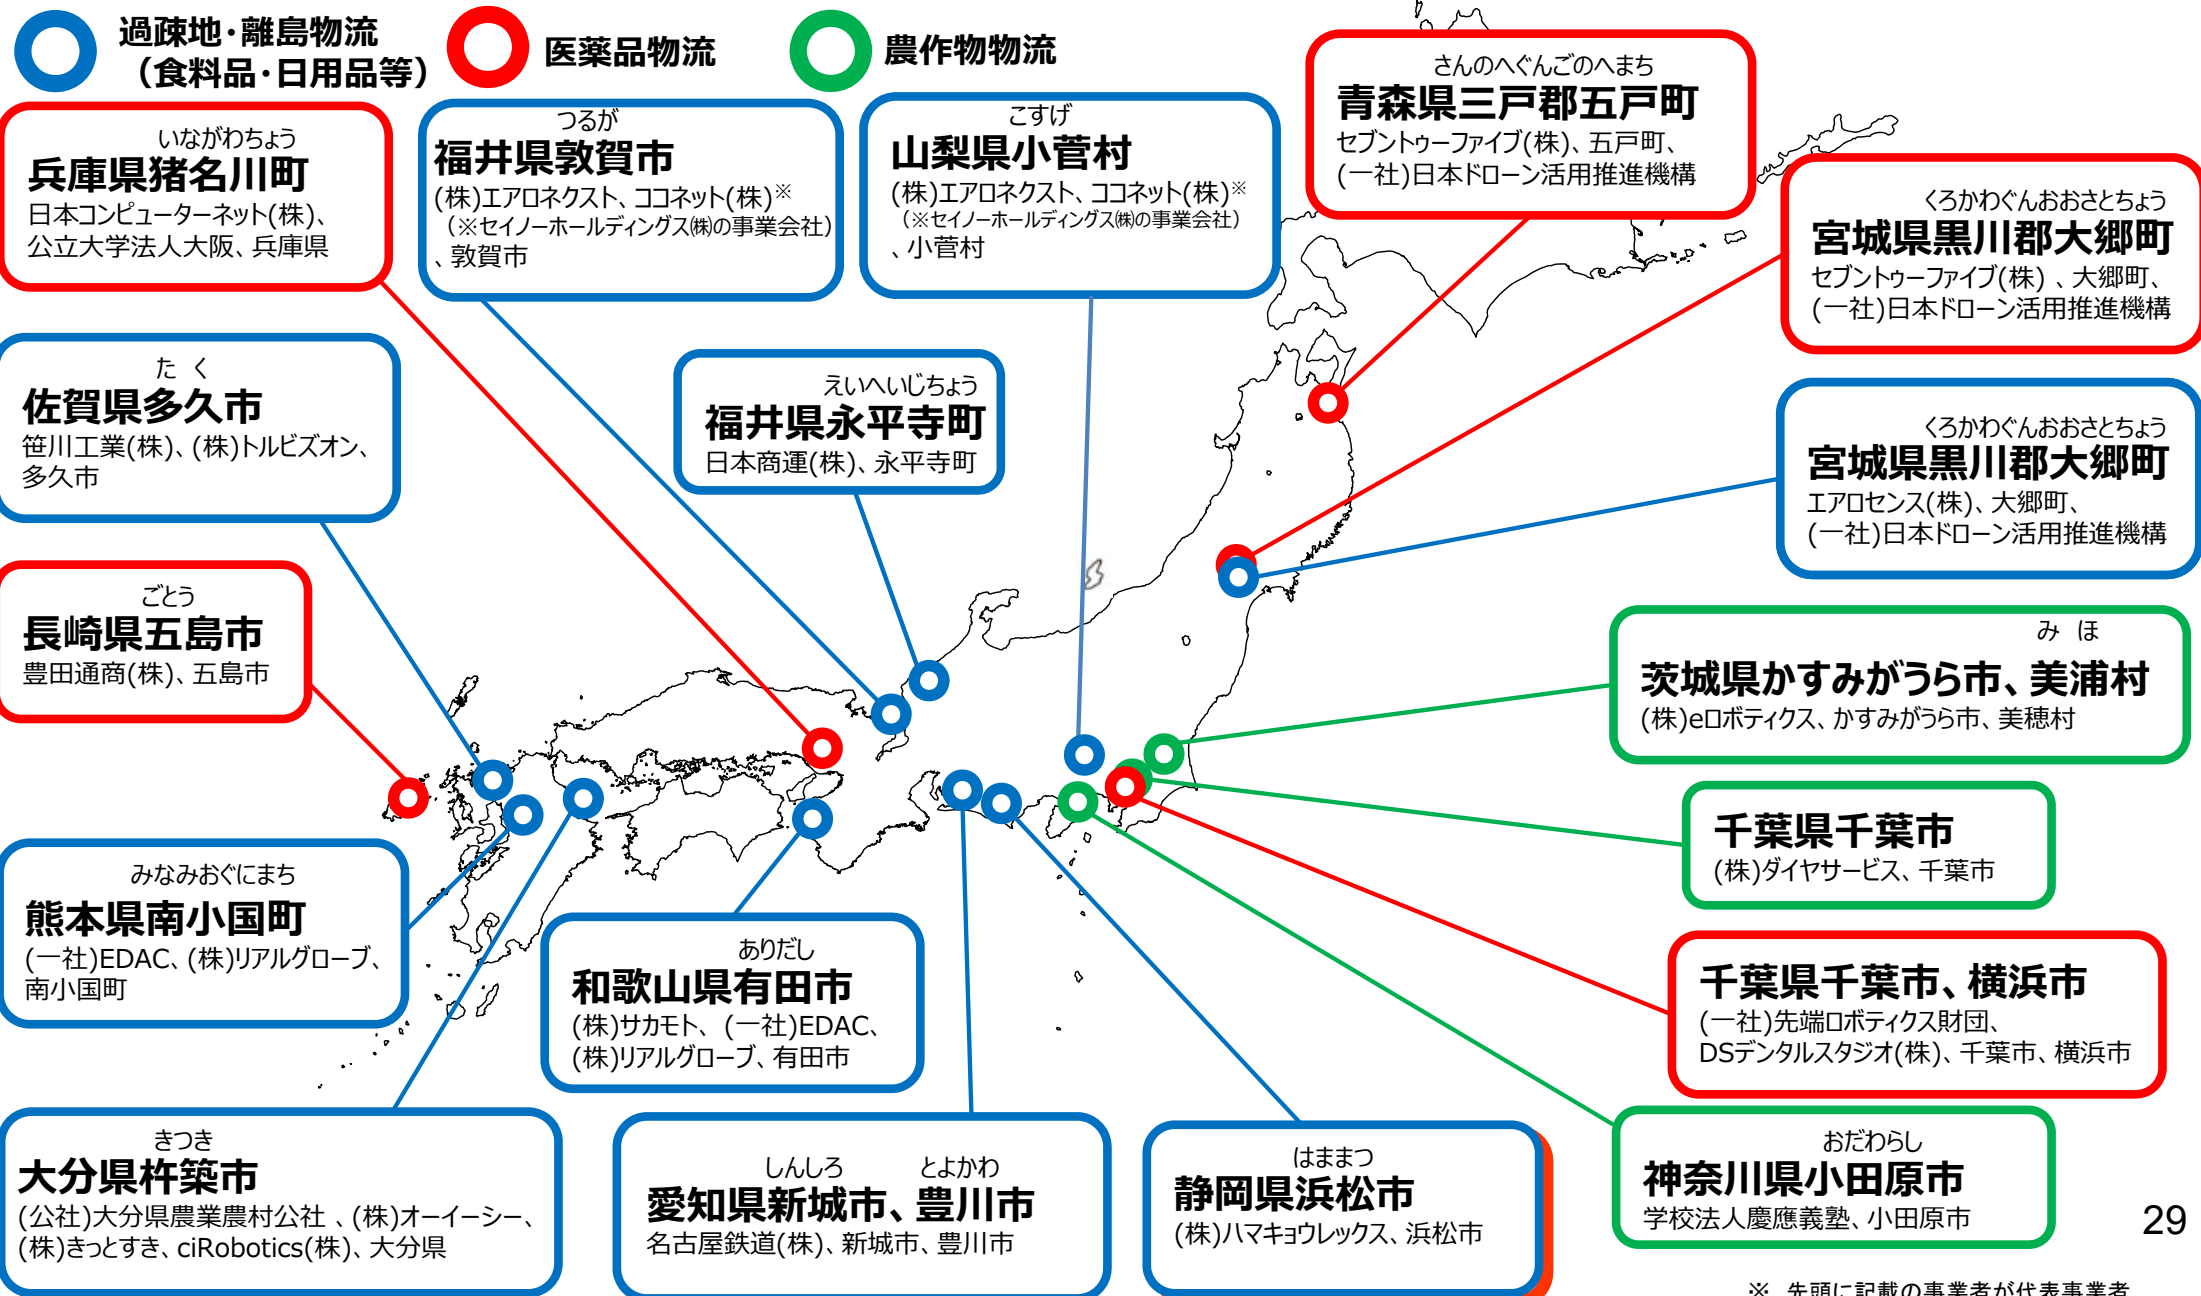 過疎地・離島物流
（食料品・日用品等）
医薬品物流
農作物物流
いながわちょう
兵庫県猪名川町
日本コンピューターネット(株)、
公立大学法人大阪、兵庫県
つるが
福井県敦賀市
(株)エアロネクスト、ココネット(株)※
（※セイノーホールディングス㈱の事業会社）
、敦賀市
こすげ
山梨県小菅村
(株)エアロネクスト、ココネット(株)※
（※セイノーホールディングス㈱の事業会社）
、小菅村
さんのへぐんごのへまち
青森県三戸郡五戸町
セブントゥーファイブ(株)、五戸町、
(一社)日本ドローン活用推進機構
くろかわぐんおおさとちょう
宮城県黒川郡大郷町
セブントゥーファイブ(株) 、大郷町、
(一社)日本ドローン活用推進機構
た く
佐賀県多久市
笹川工業(株)、(株)トルビズオン、
多久市
えいへいじちょう
福井県永平寺町
日本商運(株)、永平寺町
くろかわぐんおおさとちょう
宮城県黒川郡大郷町
エアロセンス(株)、大郷町、
(一社)日本ドローン活用推進機構
ごとう
長崎県五島市
豊田通商(株)、五島市
み ほ
茨城県かすみがうら市、美浦村
(株)eロボティクス、かすみがうら市、美穂村
千葉県千葉市
(株)ダイヤサービス、千葉市
みなみおぐにまち
熊本県南小国町
(一社)EDAC、(株)リアルグローブ、
南小国町
ありだし
和歌山県有田市
(株)サカモト、(一社)EDAC、
(株)リアルグローブ、有田市
千葉県千葉市、横浜市
(一社)先端ロボティクス財団、
DSデンタルスタジオ(株)、千葉市、横浜市
きつき
大分県杵築市
(公社)大分県農業農村公社 、(株)オーイーシー、
(株)きっとすき、ciRobotics(株)、大分県
しんしろ とよかわ
愛知県新城市、豊川市
名古屋鉄道(株)、新城市、豊川市
はままつ
静岡県浜松市
(株)ハマキョウレックス、浜松市
おだわらし
神奈川県小田原市
学校法人慶應義塾、小田原市
29
※ 先頭に記載の事業者が代表事業者